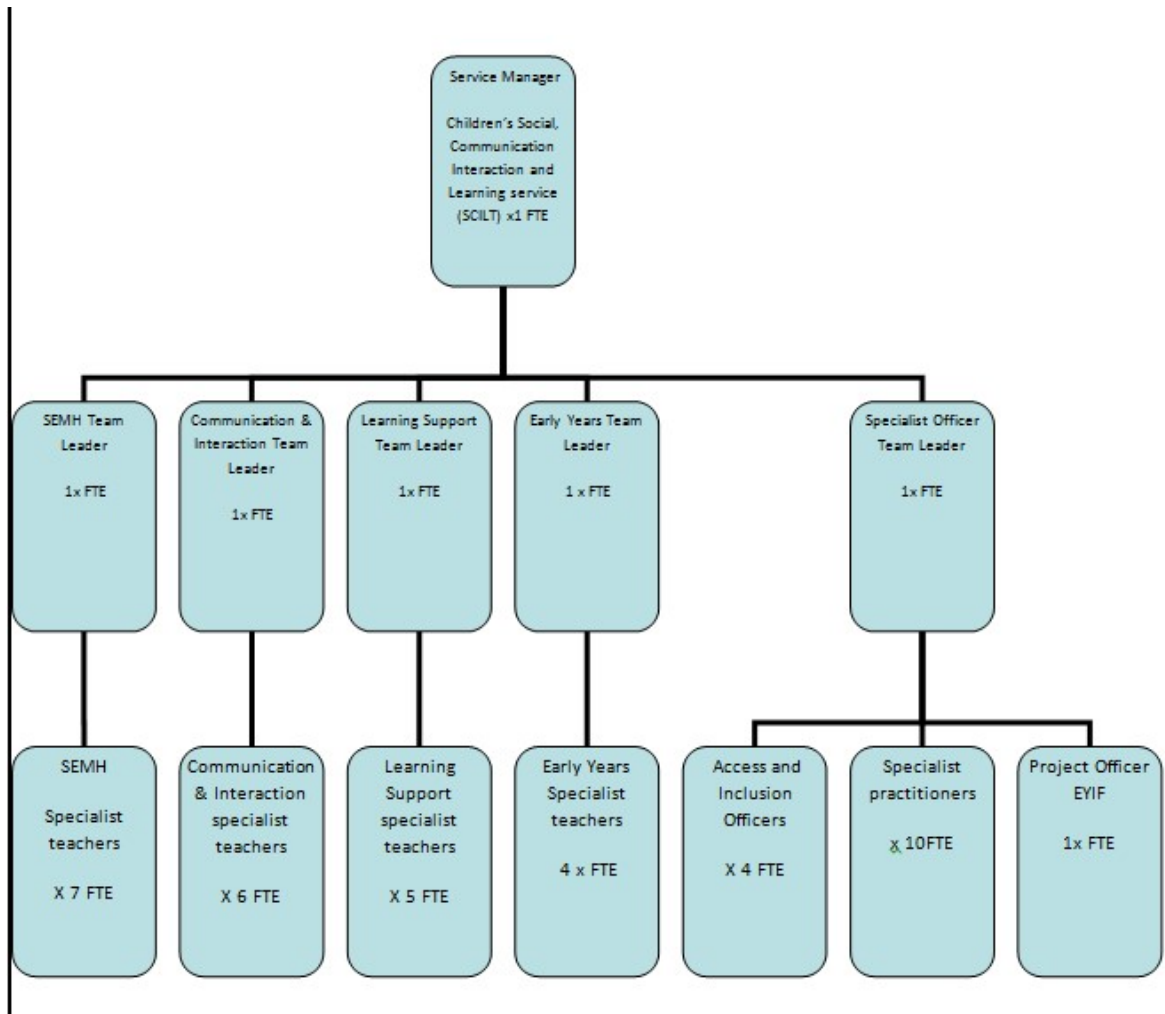 Service Manager
Children's Social,
Communication
Interaction and
Learning service
(SCILT) x1 FTE
SEMH Team
Leader
1x FTE
Communication &
Interaction Team
Leader
1x FTE
Learning Support
Team Leader
1x FTE
Early Years Team
Leader
1 x FTE
Specialist Officer
Team Leader
1x FTE
SEMH
Specialist
teachers
X 7 FTE
Communication
& Interaction
specialist
teachers
X 6 FTE
Learning
Support
specialist
teachers
X 5 FTE
Early Years
Specialist
teachers
4 x FTE
Access and
Inclusion
Officers
X 4 FTE
Specialist
practitioners
x 10FTE
Project Officer
EYIF
1x FTE